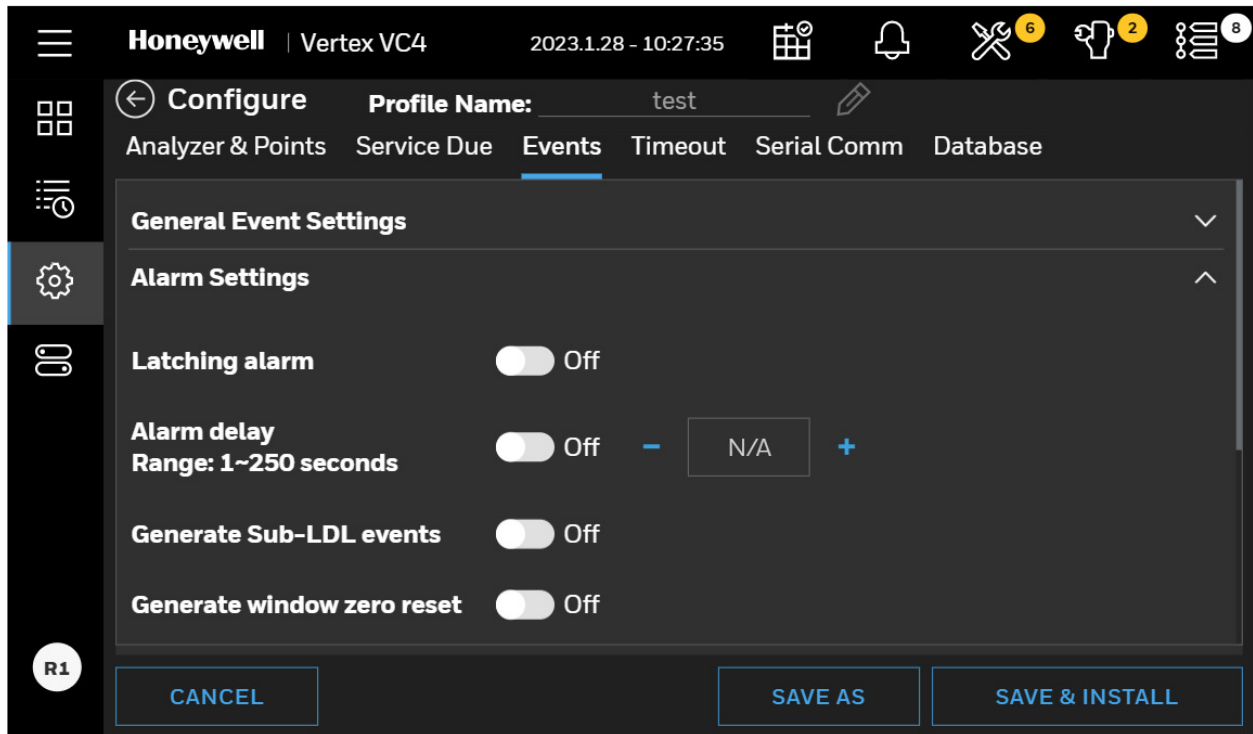 Honeywell | Vertex VC4 2023.1.28 - 10:27:35 6 2 8
Configure Profile Name: test
Analyzer & Points Service Due Events Timeout Serial Comm Database
General Event Settings
Alarm Settings
Latching alarm Off
Alarm delay
Range: 1~250 seconds Off - N/A +
Generate Sub-LDL events Off
Generate window zero reset Off
R1
CANCEL SAVE AS SAVE & INSTALL